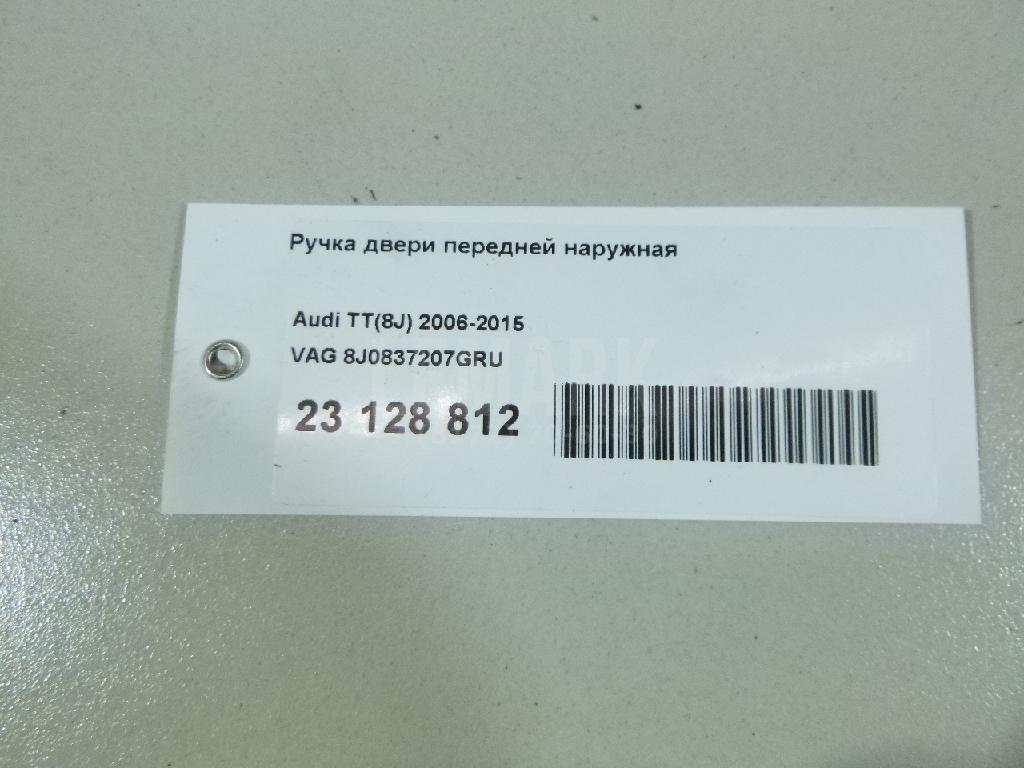 Ручка двери передней наружная
Audi TT(8J) 2006-2015
VAG 8J0837207GRU
23 128 812